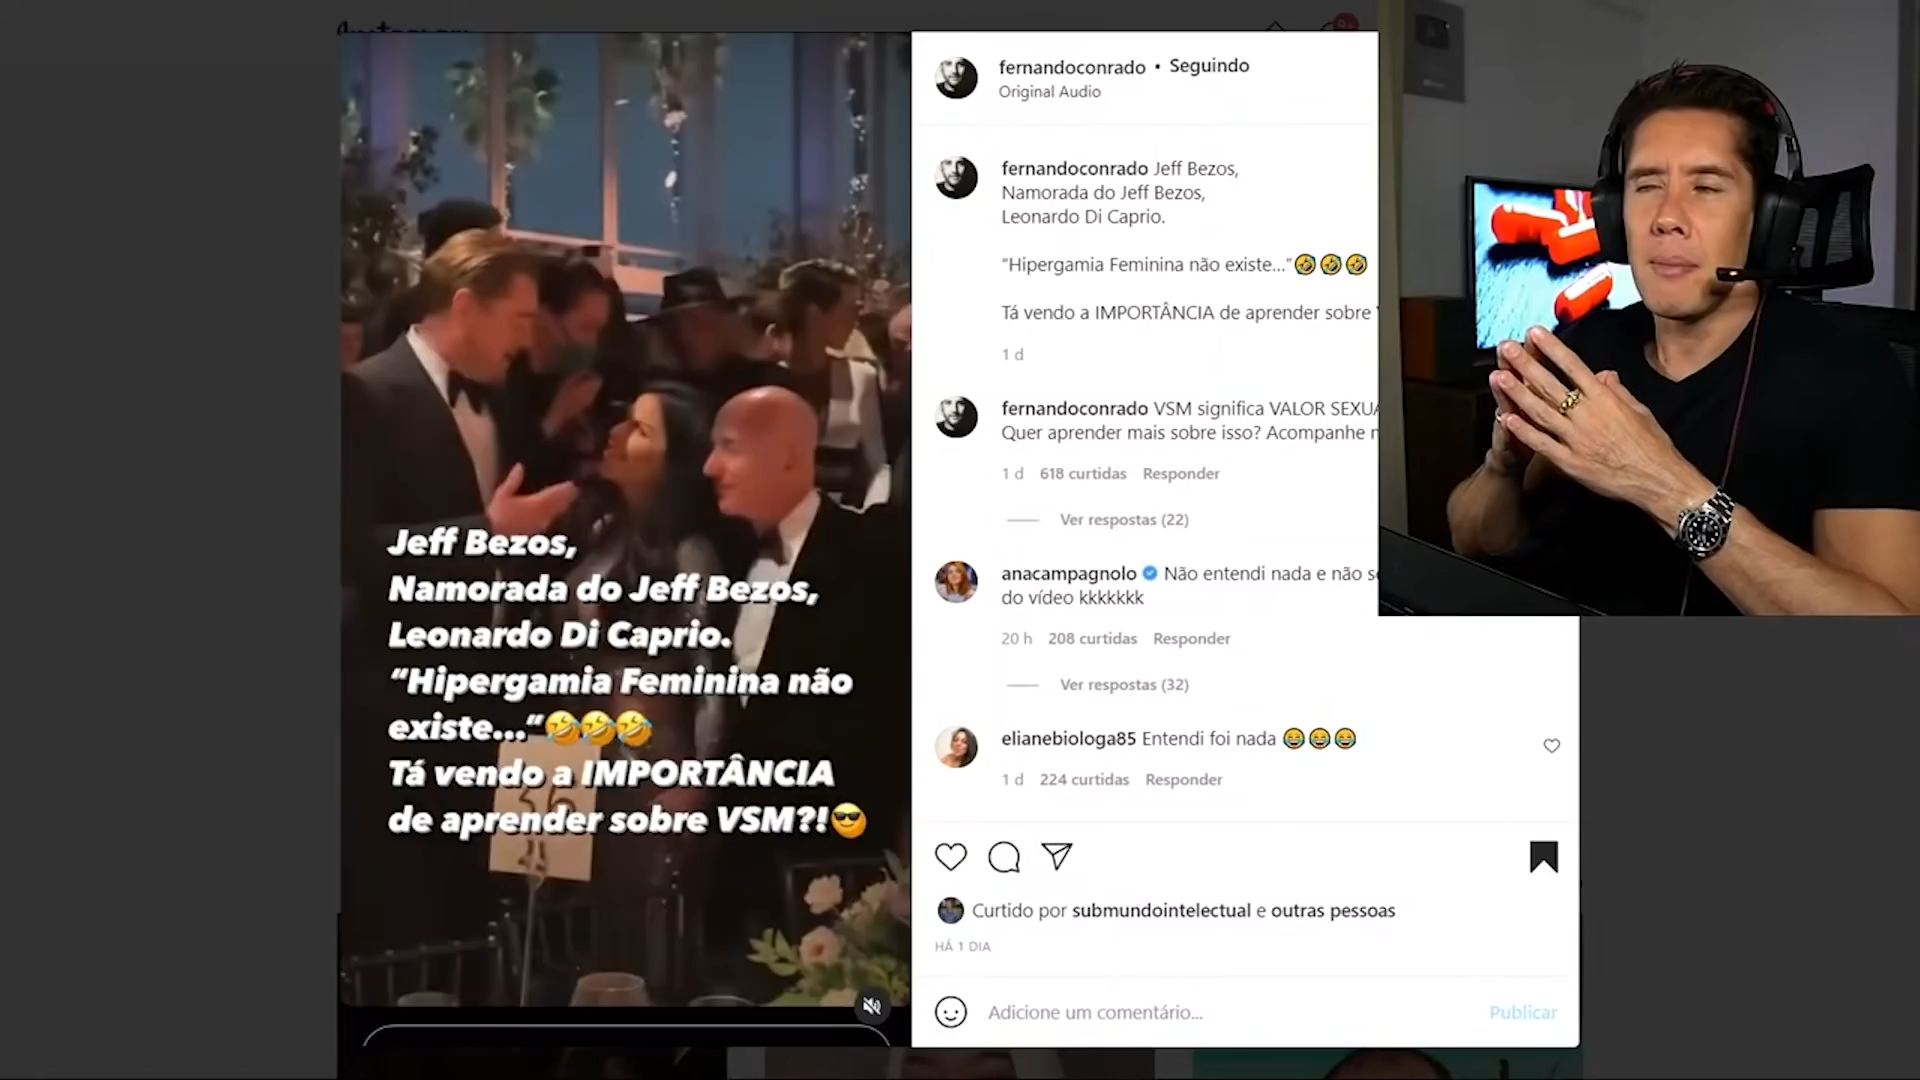 Jeff Bezos,
Namorada do Jeff Bezos,
Leonardo Di Caprio.
“Hipergamia Feminina não
existe...”🤣🤣🤣
Tá vendo a IMPORTÂNCIA
de aprender sobre VSM?!😎
fernandoconrado • Seguindo
Original Audio
fernandoconrado Jeff Bezos,
Namorada do Jeff Bezos,
Leonardo Di Caprio.
“Hipergamia Feminina não existe...”🤣🤣🤣
Tá vendo a IMPORTÂNCIA de aprender sobre
1 d
fernandoconrado VSM significa VALOR SEXUA
Quer aprender mais sobre isso? Acompanhe
1 d 618 curtidas Responder
Ver respostas (22)
anacampagnolo Não entendi nada e não
do vídeo kkkkkkk
20 h 208 curtidas Responder
Ver respostas (32)
elianebiologa85 Entendi foi nada 😂😂😂
1 d 224 curtidas Responder
Curtido por submundointelectual e outras pessoas
HÁ 1 DIA
Adicione um comentário...
Publicar